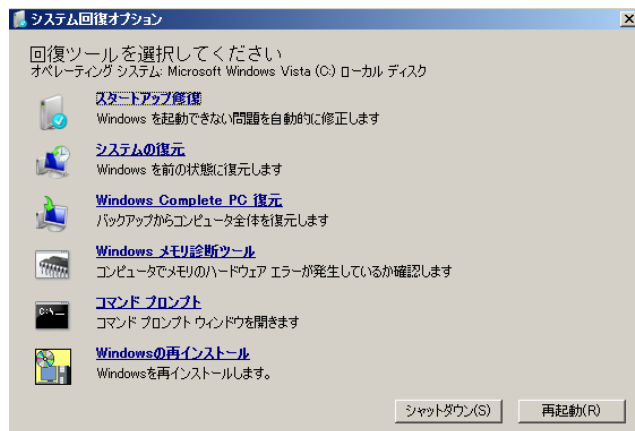 システム回復オプション
回復ツールを選択してください
オペレーティング システム: Microsoft Windows Vista (C:) ローカル ディスク
スタートアップ修復
Windows を起動できない問題を自動的に修正します
システムの復元
Windows を前の状態に復元します
Windows Complete PC 復元
バックアップからコンピュータ全体を復元します
Windows メモリ診断ツール
コンピュータでメモリのハードウェア エラーが発生しているか確認します
C:\_
コマンド プロンプト
コマンド プロンプト ウィンドウを開きます
Windowsの再インストール
Windowsを再インストールします。
シャットダウン(S)
再起動(R)